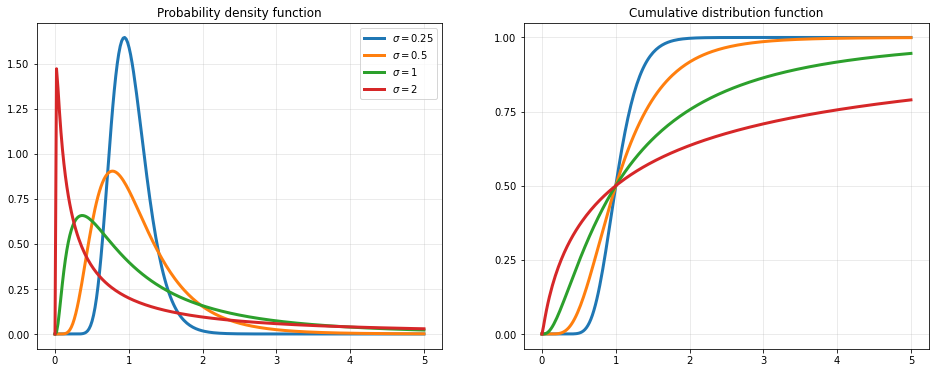 Probability density function
1.75
1.50
1.25
1.00
0.75
0.50
0.25
0.00
0 1 2 3 4 5
σ = 0.25
σ = 0.5
σ = 1
σ = 2
Cumulative distribution function
1.00
0.75
0.50
0.25
0.00
0 1 2 3 4 5